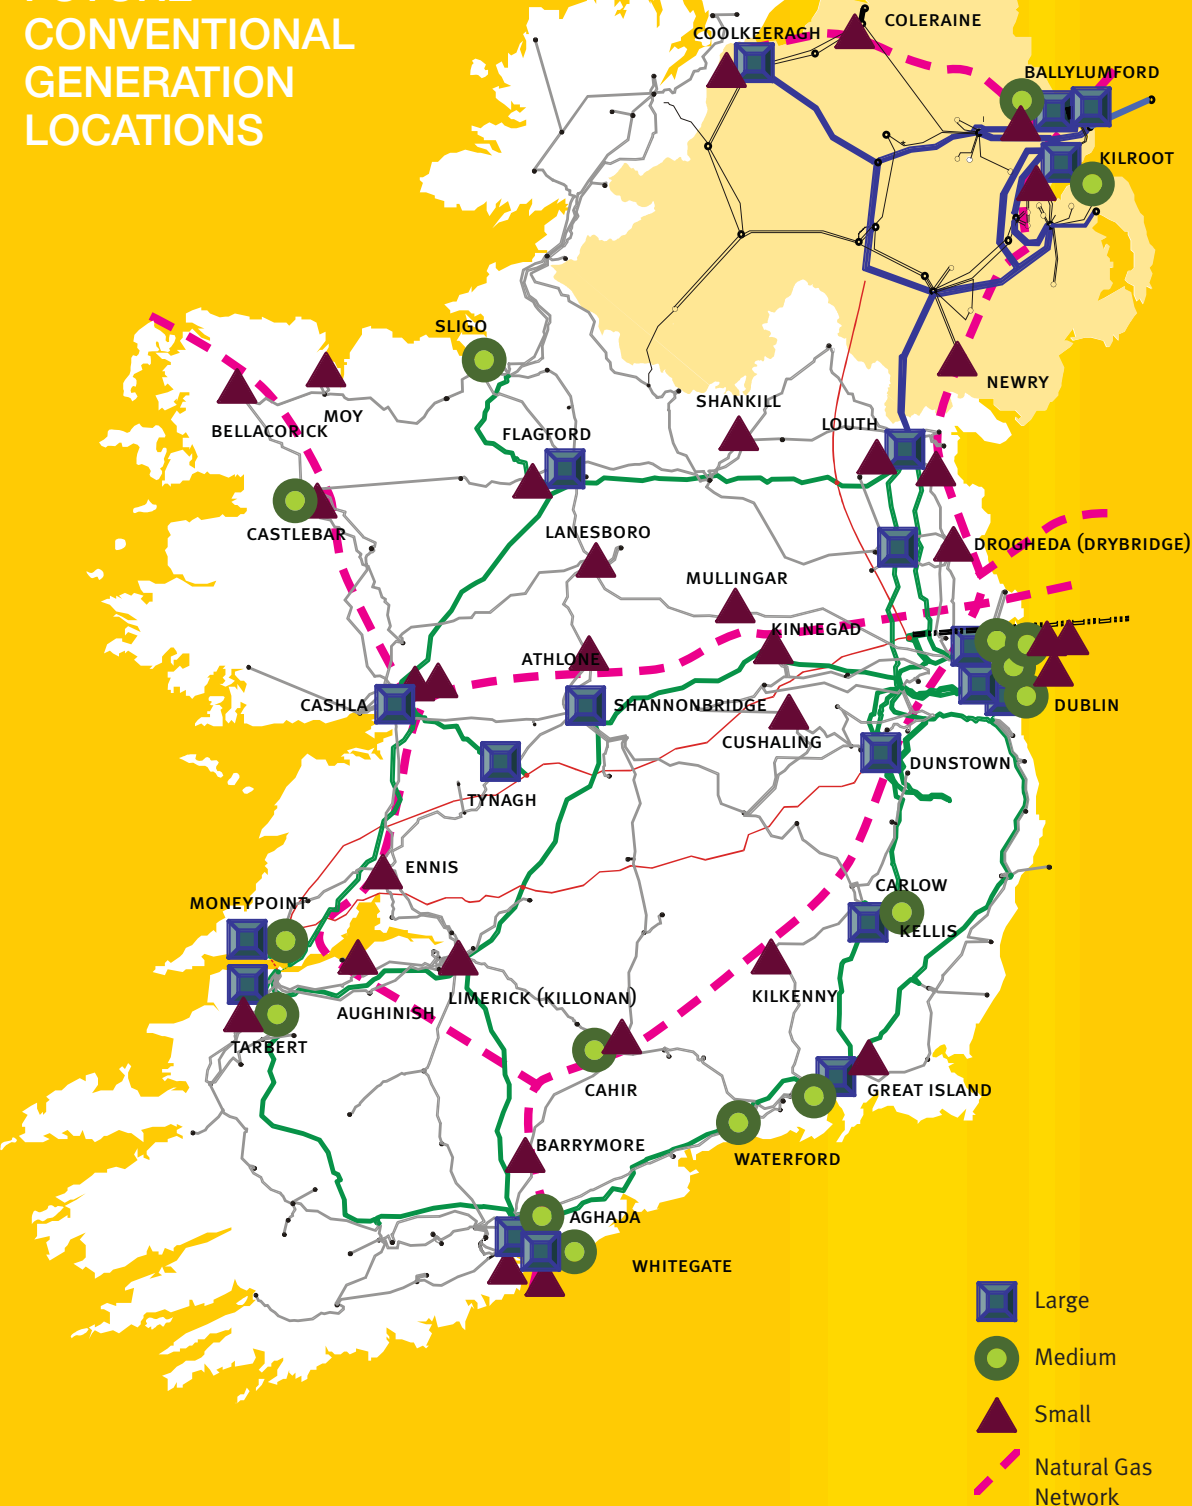 CONVENTIONAL
GENERATION
LOCATIONS
COLERAINE
COOLKEERAGH
BALLYLUMFORD
KILROOT
SLIGO
NEWRY
SHANKILL
MOY
LOUTH
BELLACORICK
FLAGFORD
CASTLEBAR
LANESBORO
DROGHEDA (DRYBRIDGE)
MULLINGAR
KINNEGAD
ATHLONE
CASHLA
SHANNONBRIDGE
DUBLIN
CUSHALING
DUNSTOWN
TYNAGH
ENNIS
CARLOW
MONEYPOINT
KELLIS
LIMERICK (KILLONAN)
KILKENNY
AUGHINISH
TARBERT
CAHIR
GREAT ISLAND
BARRYMORE
WATERFORD
AGHADA
WHITEGATE
Large
Medium
Small
Natural Gas
Network